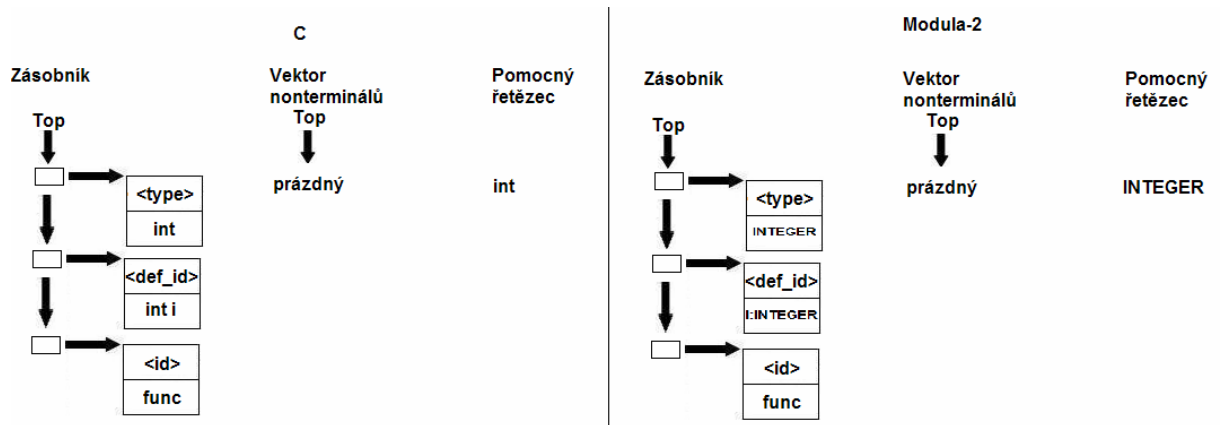 C
Zásobník
Vektor
nonterminálů
Pomocný
řetězec
Top
Top
<type>
int
prázdný
int
<def_id>
int i
<id>
func
Modula-2
Zásobník
Vektor
nonterminálů
Pomocný
řetězec
Top
Top
<type>
INTEGER
prázdný
INTEGER
<def_id>
I:INTEGER
<id>
func